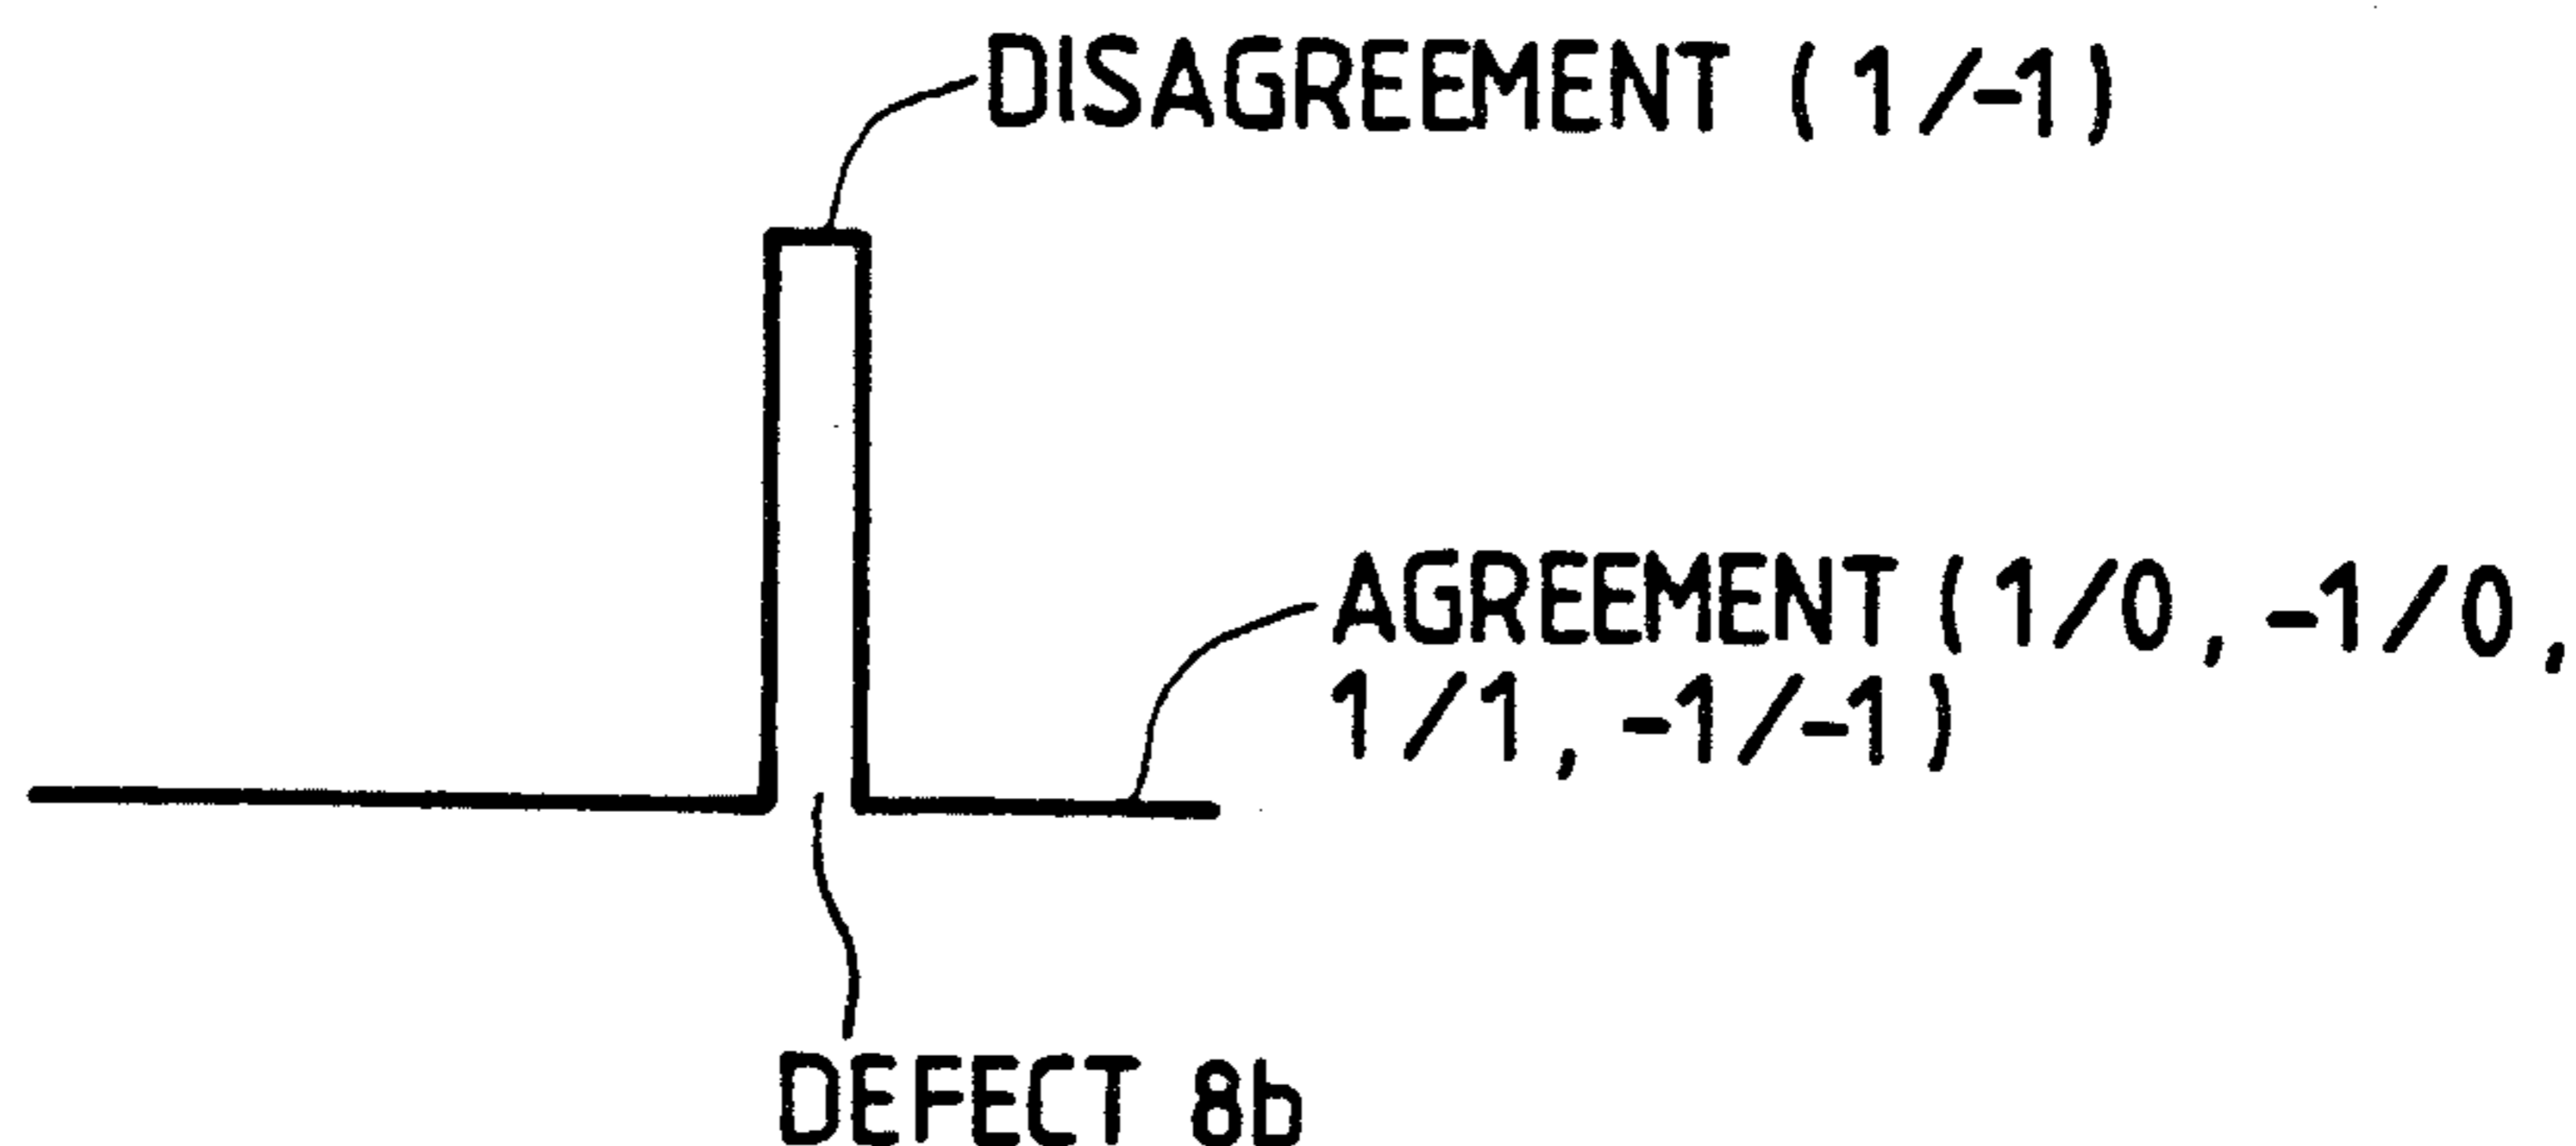 DISAGREEMENT (1/-1)
AGREEMENT (1/0, -1/0,
1/1, -1/-1)
DEFECT 8b